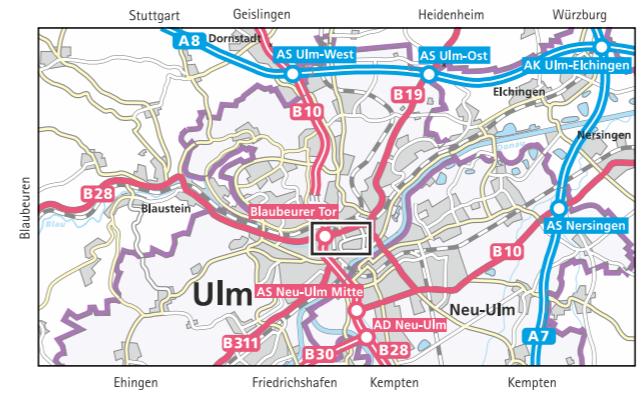 Stuttgart
Geislingen
Heidenheim
Würzburg
A8
Dornstadt
AS Ulm-West
AS Ulm-Ost
AK Ulm-Elchingen
B10
B19
Elchingen
Donau
Nersingen
Blaubeuren
B28
Blaustein
Blau
Blaubeurer Tor
AS Nersingen
B10
Ulm
AS Neu-Ulm Mitte
Neu-Ulm
AD Neu-Ulm
B311
B30
B28
A7
Ehingen
Friedrichshafen
Kempten
Kempten